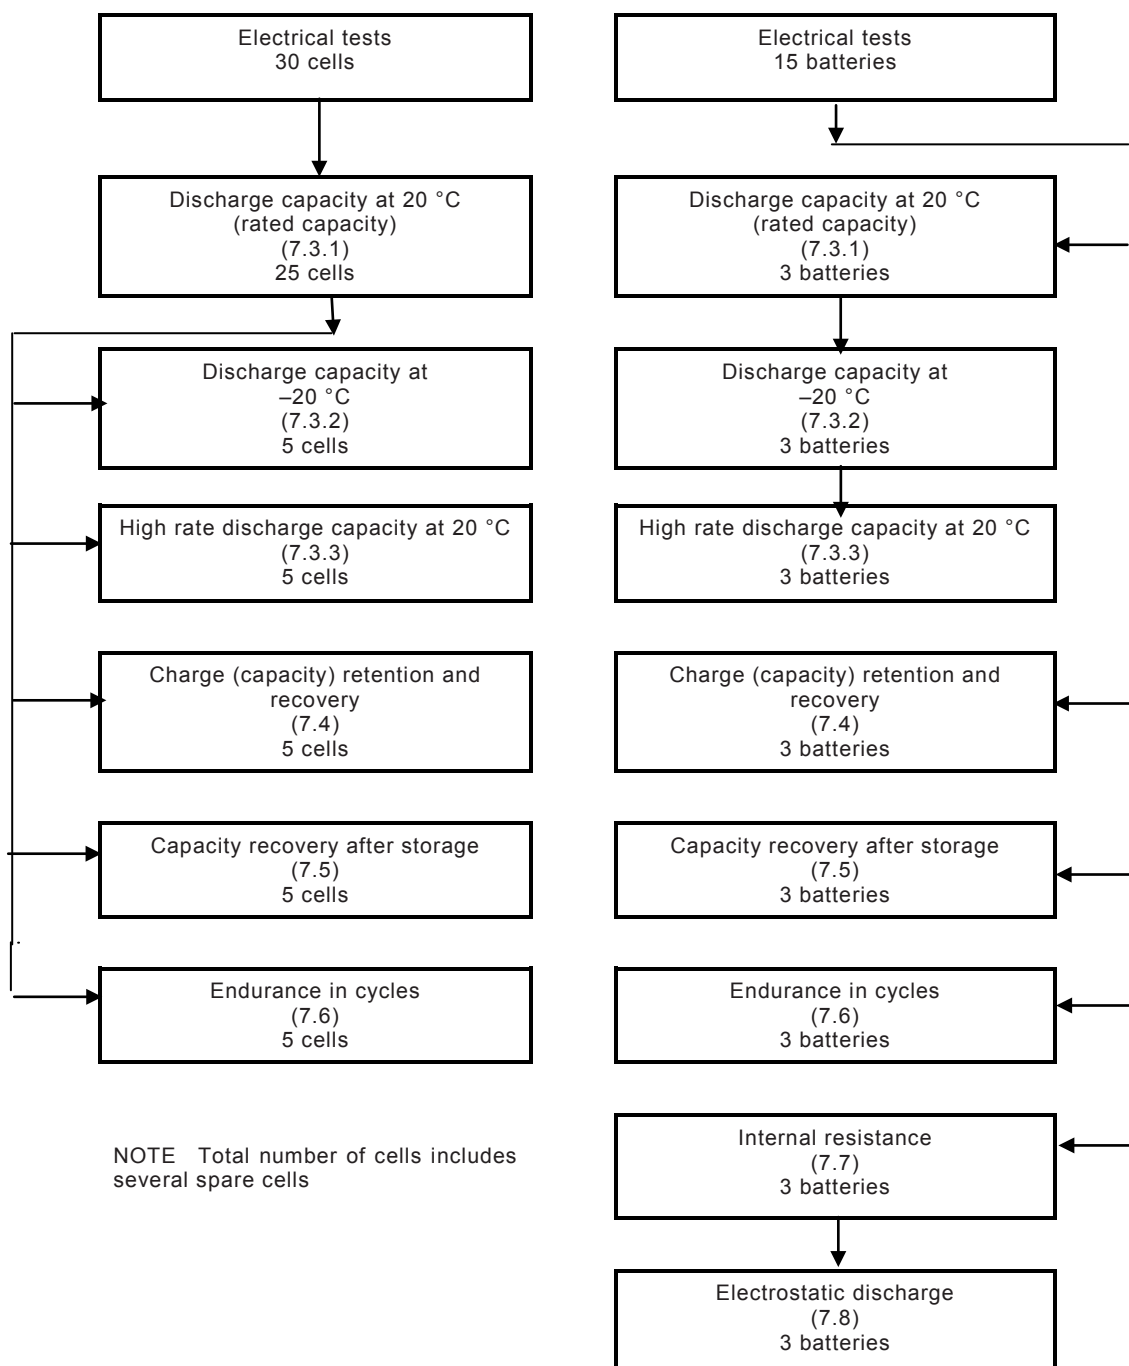 Electrical tests
30 cells
Discharge capacity at 20 °C
(rated capacity)
(7.3.1)
25 cells
Discharge capacity at
–20 °C
(7.3.2)
5 cells
High rate discharge capacity at 20 °C
(7.3.3)
5 cells
Charge (capacity) retention and
recovery
(7.4)
5 cells
Capacity recovery after storage
(7.5)
5 cells
Endurance in cycles
(7.6)
5 cells
NOTE Total number of cells includes
several spare cells
Electrical tests
15 batteries
Discharge capacity at 20 °C
(rated capacity)
(7.3.1)
3 batteries
Discharge capacity at
–20 °C
(7.3.2)
3 batteries
High rate discharge capacity at 20 °C
(7.3.3)
3 batteries
Charge (capacity) retention and
recovery
(7.4)
3 batteries
Capacity recovery after storage
(7.5)
3 batteries
Endurance in cycles
(7.6)
3 batteries
Internal resistance
(7.7)
3 batteries
Electrostatic discharge
(7.8)
3 batteries